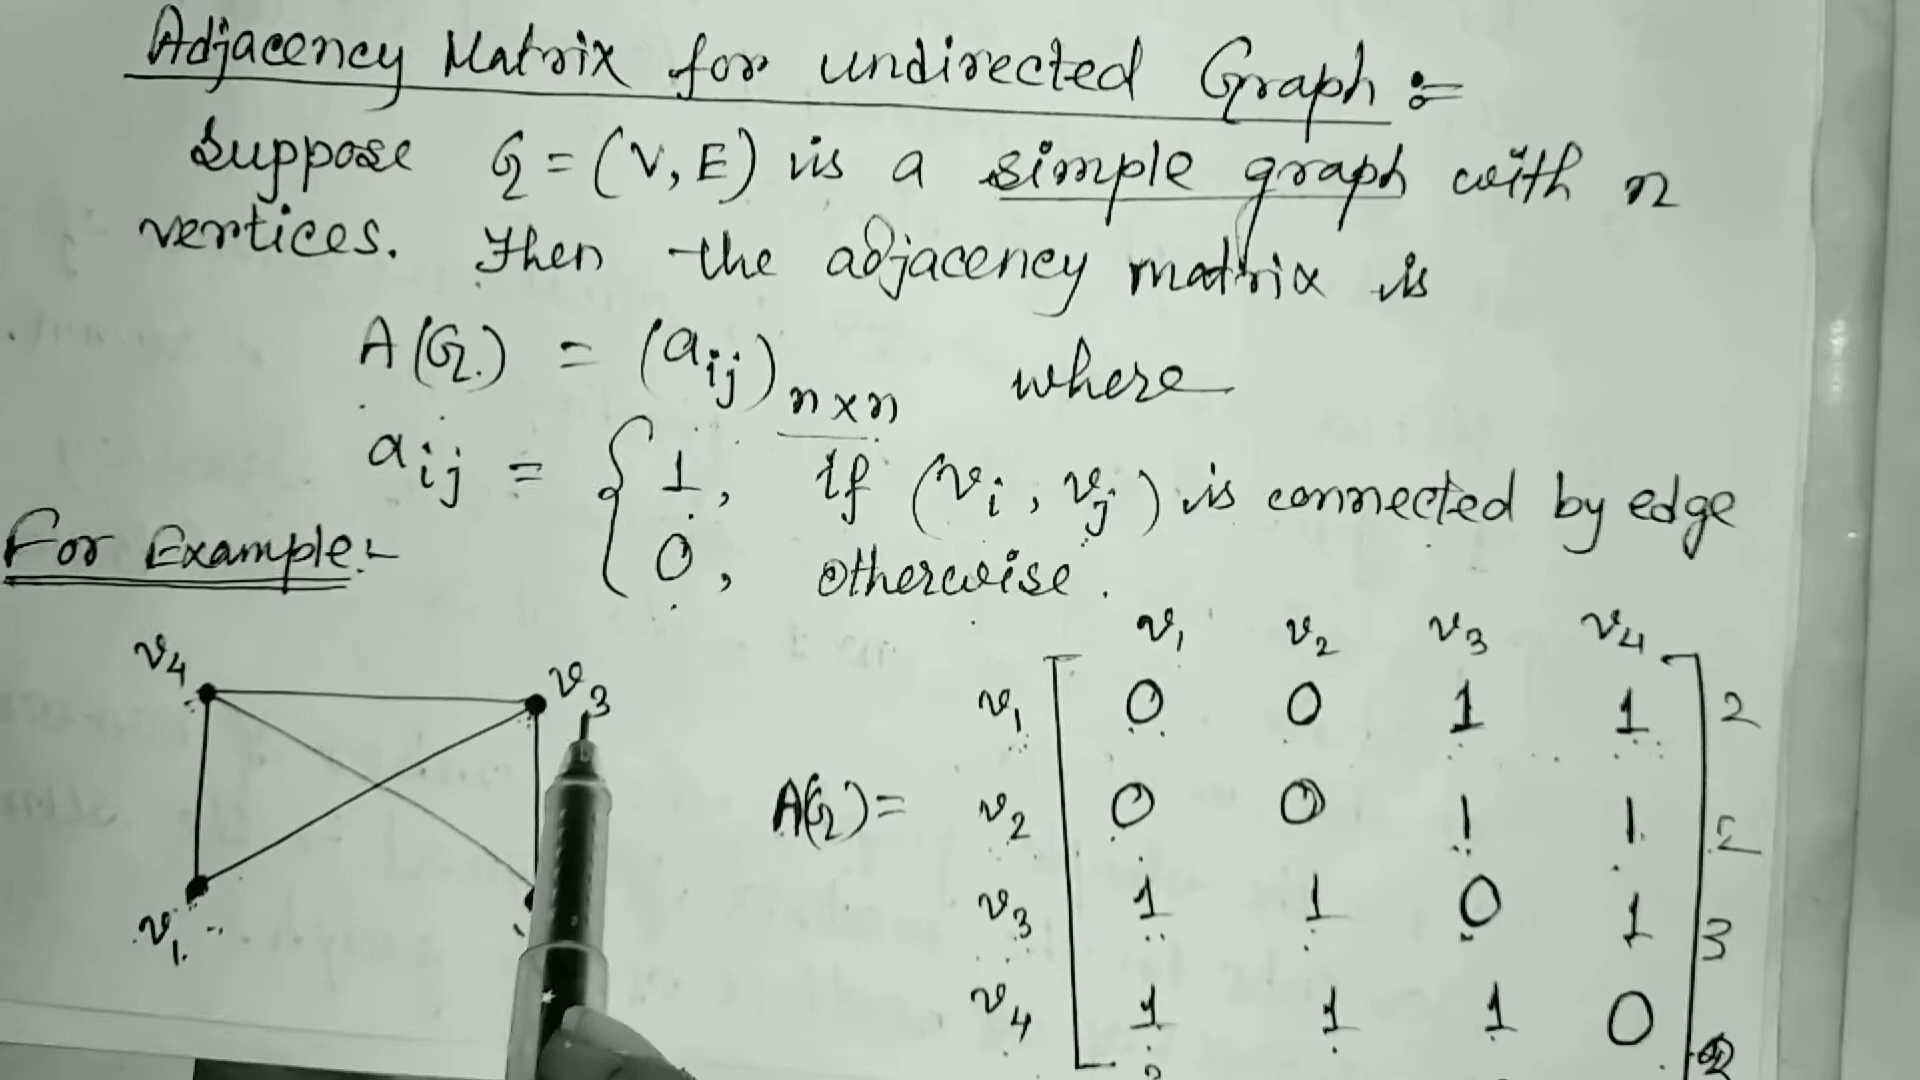 Adjacency Matrix for undirected Graph :=
Suppose G = (V, E) is a simple graph with n
vertices. Then the adjacency matrix is
A(G) = (aij)n×n where
aij = { 1, if (vi, vj) is connected by edge
0, otherwise.
For Example:-
v4 v3
v1
v1 v2 v3 v4
v1 0 0 1 1 2
A(G) = v2 0 0 1 1 2
v3 1 1 0 1 3
v4 1 1 1 0